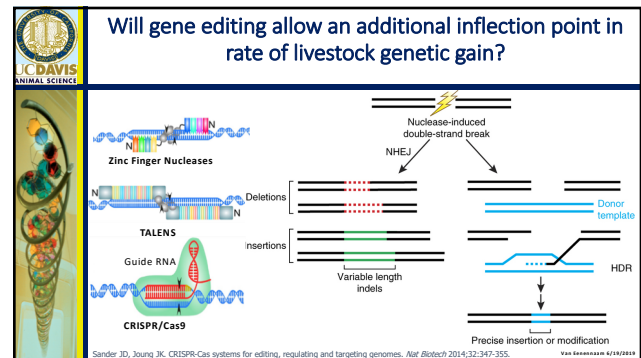 UC DAVIS
ANIMAL SCIENCE
Will gene editing allow an additional inflection point in
rate of livestock genetic gain?
N
N
Zinc Finger Nucleases
N
N
TALENS
Guide RNA
CRISPR/Cas9
Nuclease-induced
double-strand break
NHEJ
Deletions
Insertions
Variable length
indels
Donor
template
HDR
Precise insertion or modification
Sander JD, Joung JK. CRISPR-Cas systems for editing, regulating and targeting genomes. Nat Biotech 2014;32:347-355.
Van Eenennaam 6/19/2019